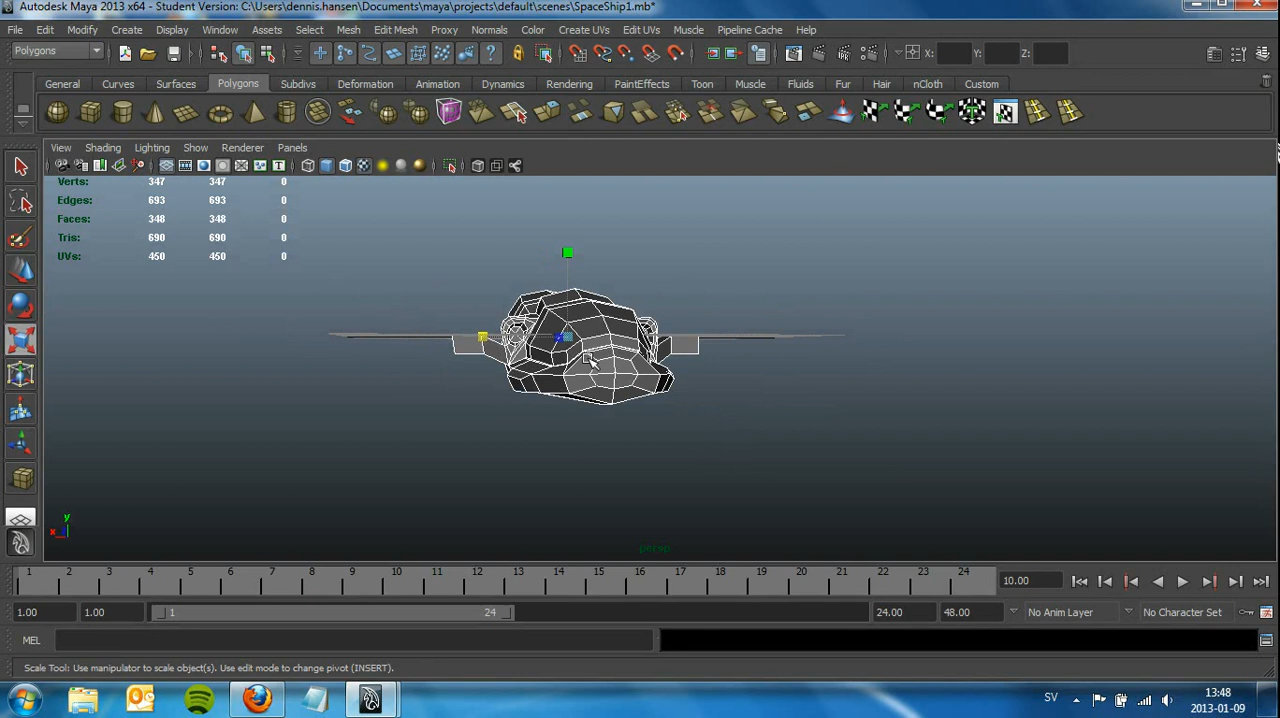 Autodesk Maya 2013 x64 - Student Version: C:\Users\dennis.hansen\Documents\maya\projects\default\scenes\SpaceShip1.mb*
File Edit Modify Create Display Window Assets Select Mesh Edit Mesh Proxy Normals Color Create UVs Edit UVs Muscle Pipeline Cache Help
Polygons X: Y: Z:
General Curves Surfaces Polygons Subdivs Deformation Animation Dynamics Rendering PaintEffects Toon Muscle Fluids Fur Hair nCloth Custom
View Shading Lighting Show Renderer Panels
Verts: 347 347 0
Edges: 693 693 0
Faces: 348 348 0
Tris: 690 690 0
UVs: 450 450 0
y
x
persp
1 2 3 4 5 6 7 8 9 10 11 12 13 14 15 16 17 18 19 20 21 22 23 24 10.00
1.00 1.00 1 24 24.00 48.00 No Anim Layer No Character Set
MEL
Scale Tool: Use manipulator to scale object(s). Use edit mode to change pivot (INSERT).
SV 13:48
2013-01-09